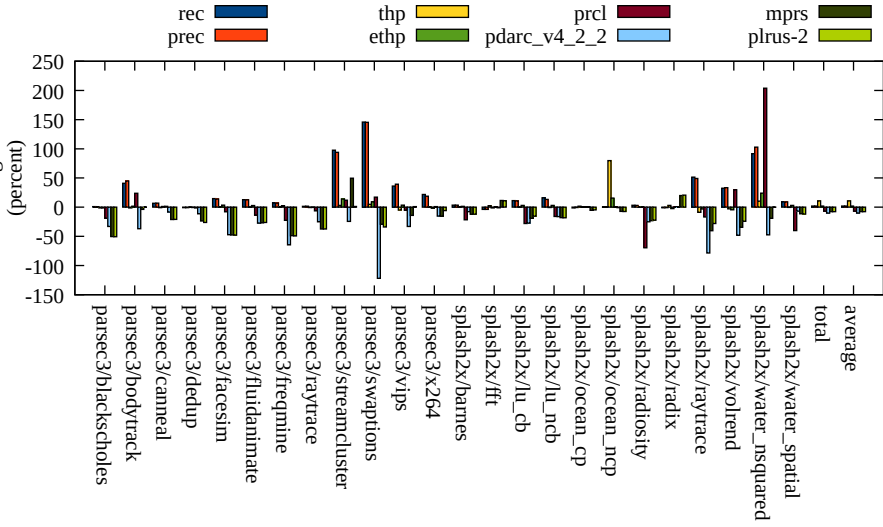 rec thp prcl mprs
prec ethp pdarc_v4_2_2 plrus-2
250
200
150
100
50
0
-50
-100
-150
(percent)
parsec3/blackscholes
parsec3/bodytrack
parsec3/canneal
parsec3/dedup
parsec3/facesim
parsec3/fluidanimate
parsec3/freqmine
parsec3/raytrace
parsec3/streamcluster
parsec3/swaptions
parsec3/vips
parsec3/x264
splash2x/barnes
splash2x/fft
splash2x/lu_cb
splash2x/lu_ncb
splash2x/ocean_cp
splash2x/ocean_ncp
splash2x/radiosity
splash2x/radix
splash2x/raytrace
splash2x/volrend
splash2x/water_nsquared
splash2x/water_spatial
total
average